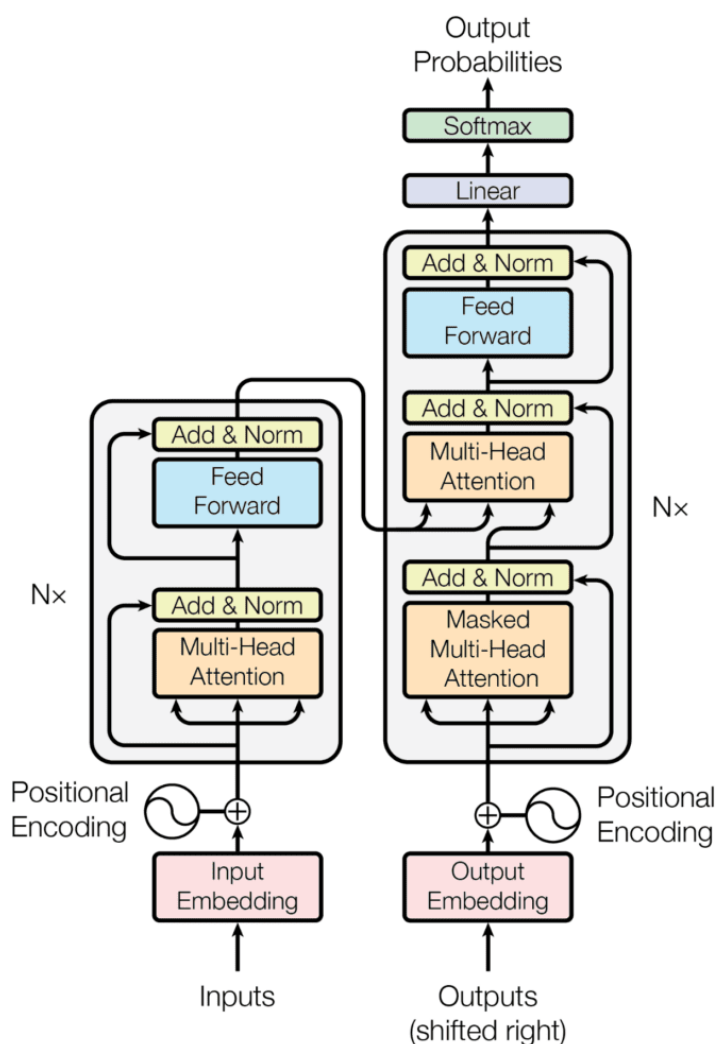 Output
Probabilities
Softmax
Linear
Add & Norm
Feed
Forward
Add & Norm
Multi-Head
Attention
Add & Norm
Masked
Multi-Head
Attention
N×
Add & Norm
Feed
Forward
Add & Norm
Multi-Head
Attention
N×
Positional
Encoding
Positional
Encoding
Input
Embedding
Output
Embedding
Inputs
Outputs
(shifted right)